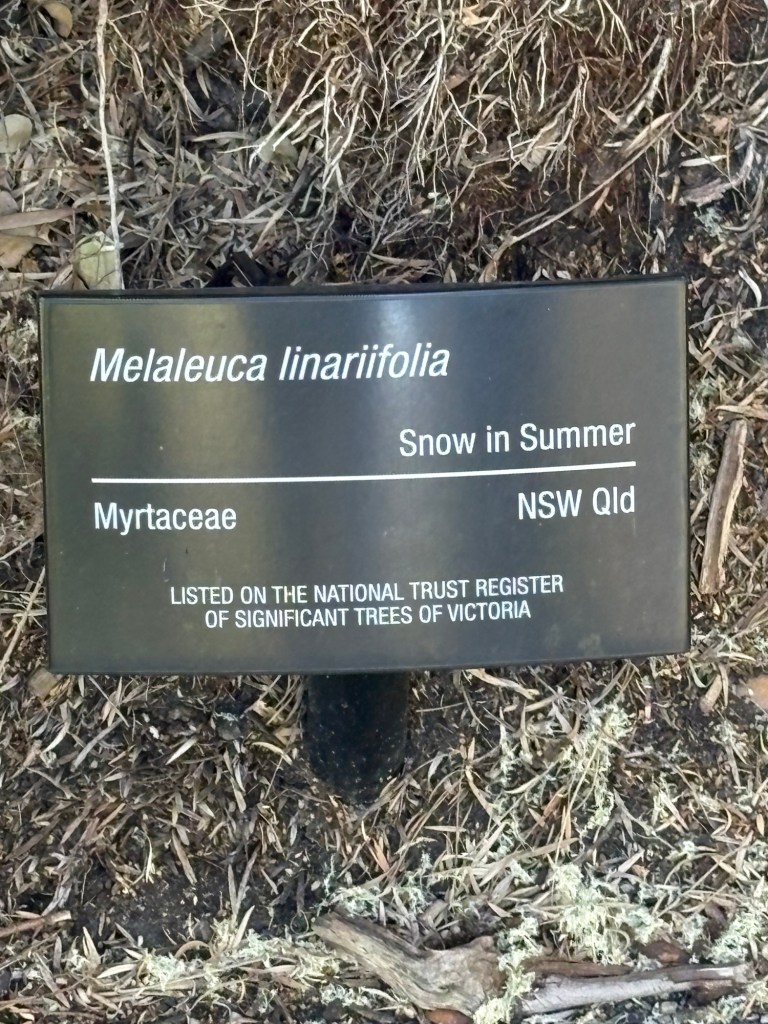 Melaleuca linariifolia
Snow in Summer
Myrtaceae NSW Qld
LISTED ON THE NATIONAL TRUST REGISTER
OF SIGNIFICANT TREES OF VICTORIA